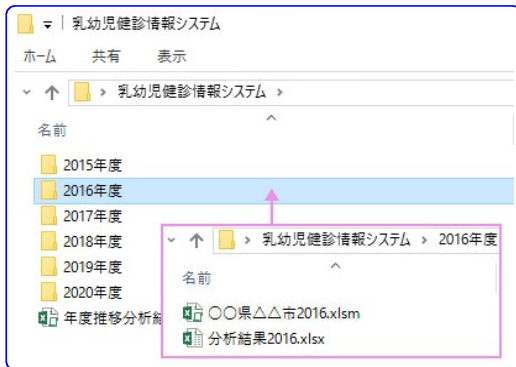 乳幼児健診情報システム
ホーム 共有 表示
乳幼児健診情報システム
名前
2015年度
2016年度
2017年度
2018年度
2019年度
2020年度
年度推移分析結
乳幼児健診情報システム 2016年度
名前
〇〇県△△市2016.xlsm
分析結果2016.xlsx